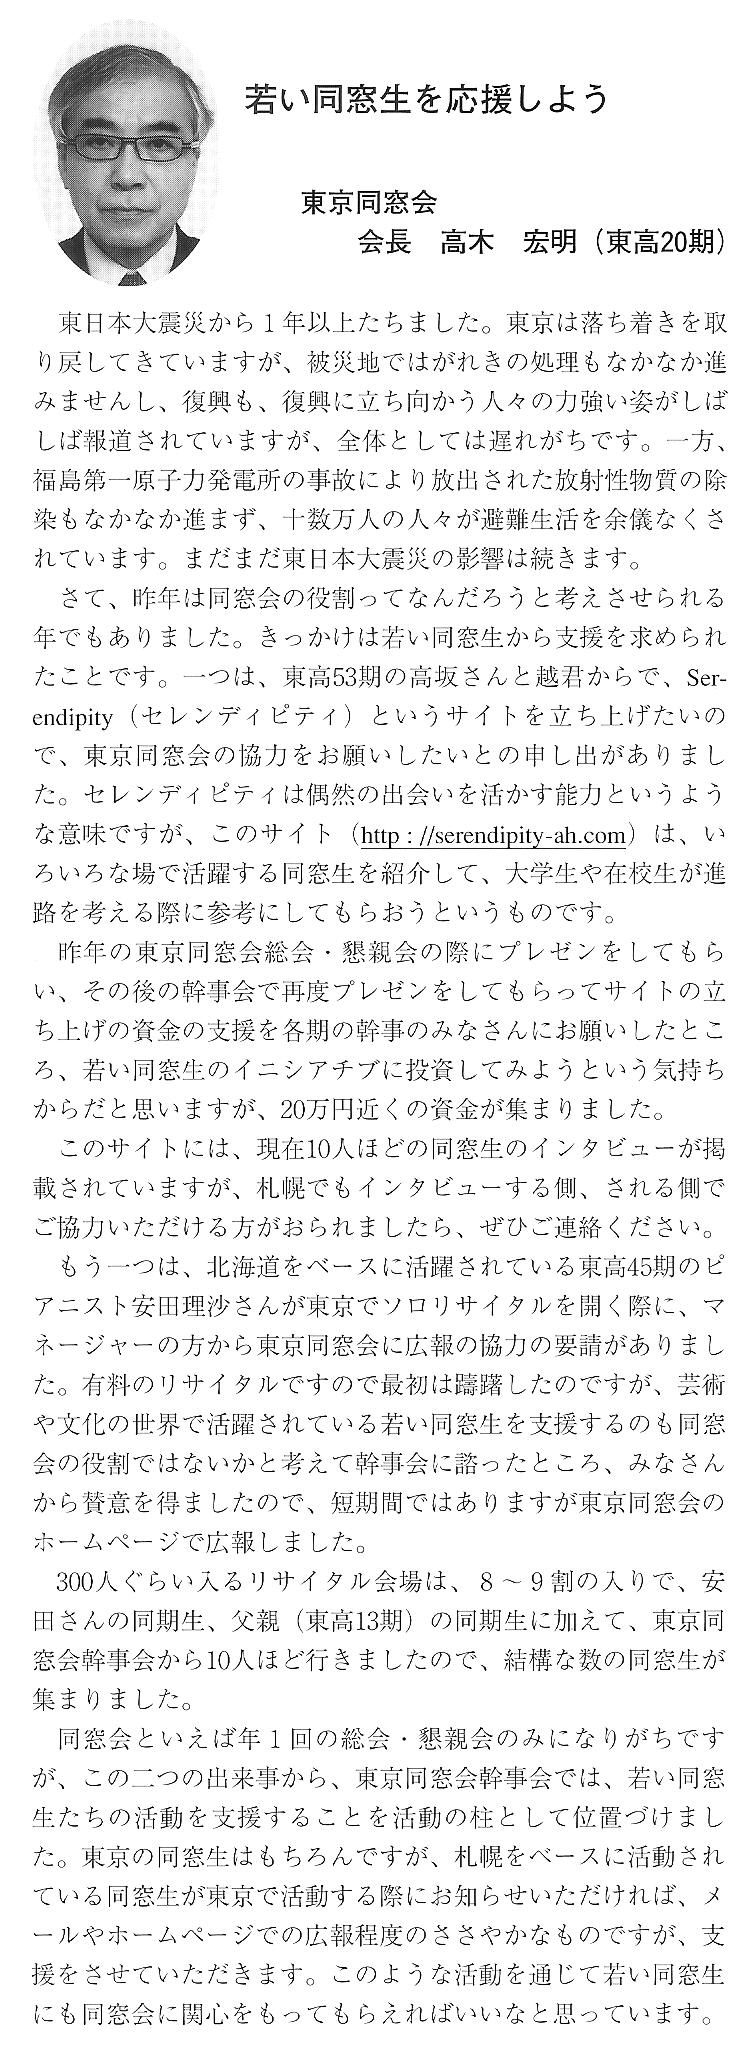 若い同窓生を応援しよう
東京同窓会
会長　高木　宏明（東高20期）
　東日本大震災から１年以上たちました。東京は落ち着きを取
り戻してきていますが、被災地ではがれきの処理もなかなか進
みませんし、復興も、復興に立ち向かう人々の力強い姿がしば
しば報道されていますが、全体としては遅れがちです。一方、
福島第一原子力発電所の事故により放出された放射性物質の除
染もなかなか進まず、十数万人の人々が避難生活を余儀なくさ
れています。まだまだ東日本大震災の影響は続きます。
　さて、昨年は同窓会の役割ってなんだろうと考えさせられる
年でもありました。きっかけは若い同窓生から支援を求められ
たことです。一つは、東高53期の高坂さんと越君からで、Ser-
endipity（セレンディピティ）というサイトを立ち上げたいの
で、東京同窓会の協力をお願いしたいとの申し出がありまし
た。セレンディピティは偶然の出会いを活かす能力というよう
な意味ですが、このサイト（http : //serendipity-ah.com）は、い
ろいろな場で活躍する同窓生を紹介して、大学生や在校生が進
路を考える際に参考にしてもらおうというものです。
　昨年の東京同窓会総会・懇親会の際にプレゼンをしてもら
い、その後の幹事会で再度プレゼンをしてもらってサイトの立
ち上げの資金の支援を各期の幹事のみなさんにお願いしたとこ
ろ、若い同窓生のイニシアチブに投資してみようという気持ち
からだと思いますが、20万円近くの資金が集まりました。
　このサイトには、現在10人ほどの同窓生のインタビューが掲
載されていますが、札幌でもインタビューする側、される側で
ご協力いただける方がおられましたら、ぜひご連絡ください。
　もう一つは、北海道をベースに活躍されている東高45期のピ
アニスト安田理沙さんが東京でソロリサイタルを開く際に、マ
ネージャーの方から東京同窓会に広報の協力の要請がありまし
た。有料のリサイタルですので最初は躊躇したのですが、芸術
や文化の世界で活躍されている若い同窓生を支援するのも同窓
会の役割ではないかと考えて幹事会に諮ったところ、みなさん
から賛意を得ましたので、短期間ではありますが東京同窓会の
ホームページで広報しました。
　300人ぐらい入るリサイタル会場は、８～９割の入りで、安
田さんの同期生、父親（東高13期）の同期生に加えて、東京同
窓会幹事会から10人ほど行きましたので、結構な数の同窓生が
集まりました。
　同窓会といえば年１回の総会・懇親会のみになりがちです
が、この二つの出来事から、東京同窓会幹事会では、若い同窓
生たちの活動を支援することを活動の柱として位置づけまし
た。東京の同窓生はもちろんですが、札幌をベースに活動され
ている同窓生が東京で活動する際にお知らせいただければ、メ
ールやホームページでの広報程度のささやかなものですが、支
援をさせていただきます。このような活動を通じて若い同窓生
にも同窓会に関心をもってもらえればいいなと思っています。